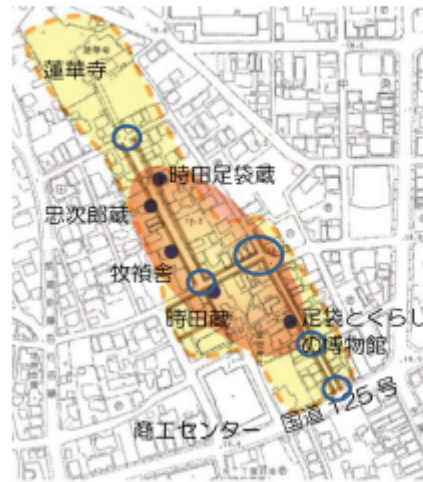 蓮華寺
時田足袋蔵
忠次郎蔵
牧禎舎
時田蔵
足袋とくらし
の博物館
国道 125号
商工センター